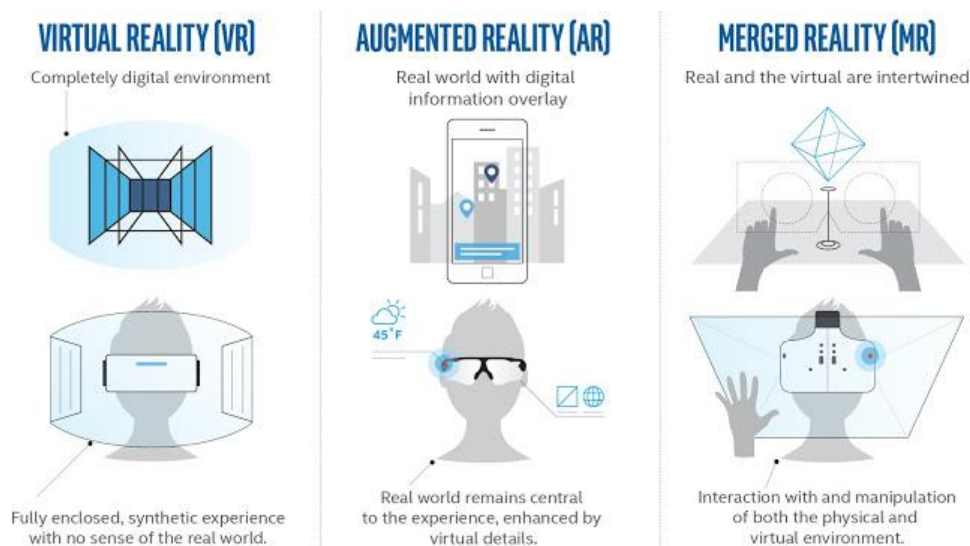 VIRTUAL REALITY (VR)
Completely digital environment
Fully enclosed, synthetic experience
with no sense of the real world.
AUGMENTED REALITY (AR)
Real world with digital
information overlay
45°F
Real world remains central
to the experience, enhanced by
virtual details.
MERGED REALITY (MR)
Real and the virtual are intertwined
Interaction with and manipulation
of both the physical and
virtual environment.